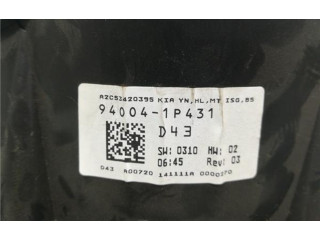 A2C53420395 KIA YN,HL,MT ISG,B5
94004-1P431
D43
SW: 0310 HW: 02
06:45 Rev: 03
043 A00720 141111A 0000270